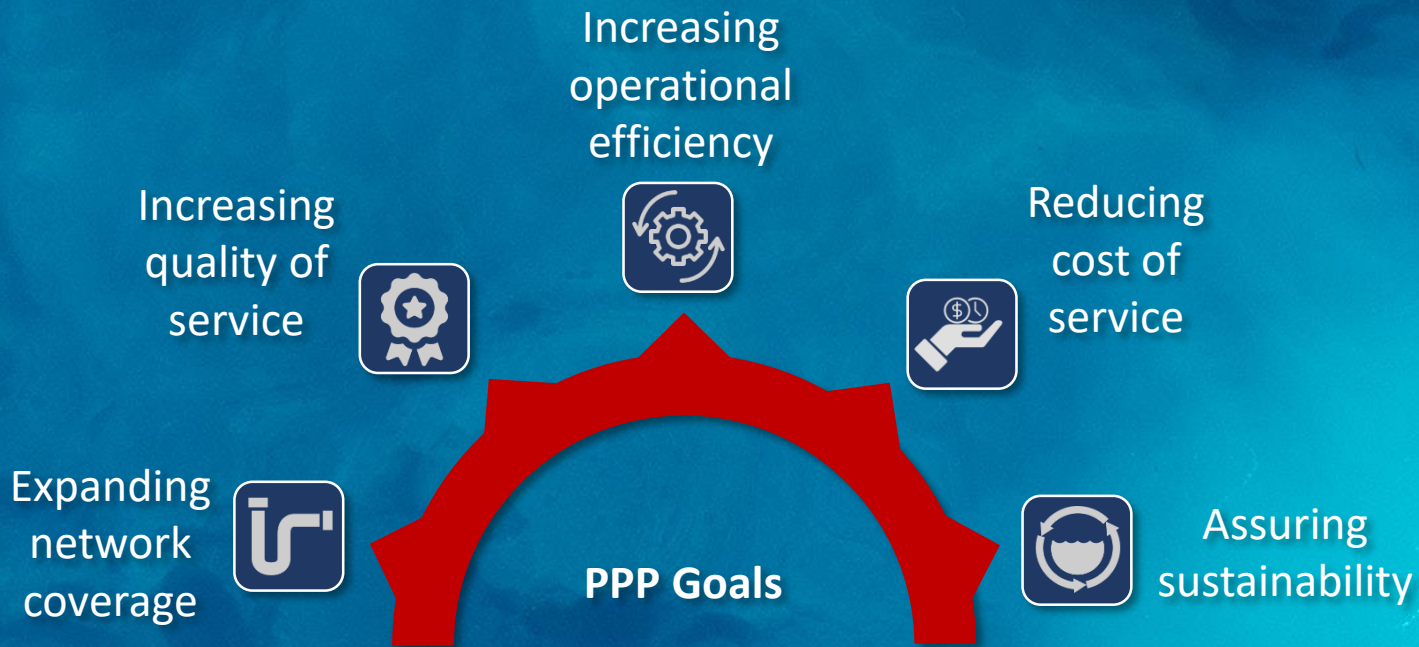 Increasing
operational
efficiency
Increasing
quality of
service
Reducing
cost of
service
Expanding
network
coverage
PPP Goals
Assuring
sustainability
$